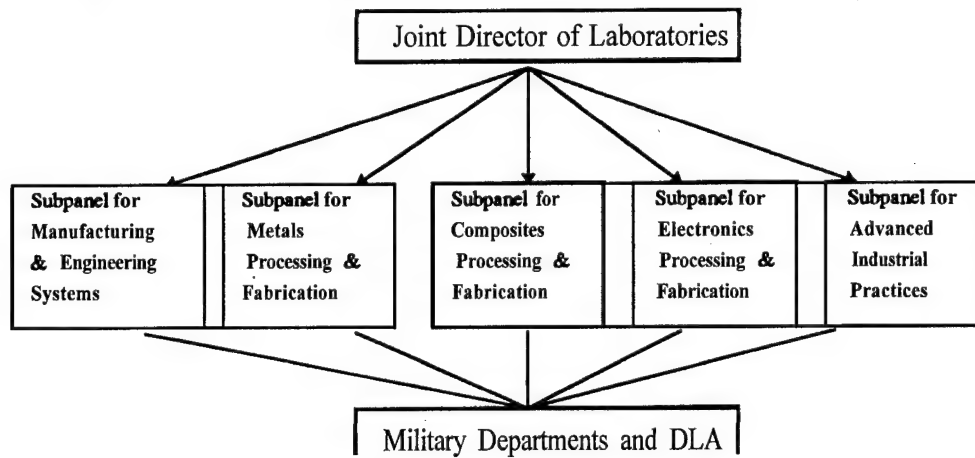 Joint Director of Laboratories
Subpanel for
Manufacturing
& Engineering
Systems
Subpanel for
Metals
Processing &
Fabrication
Subpanel for
Composites
Processing &
Fabrication
Subpanel for
Electronics
Processing &
Fabrication
Subpanel for
Advanced
Industrial
Practices
Military Departments and DLA